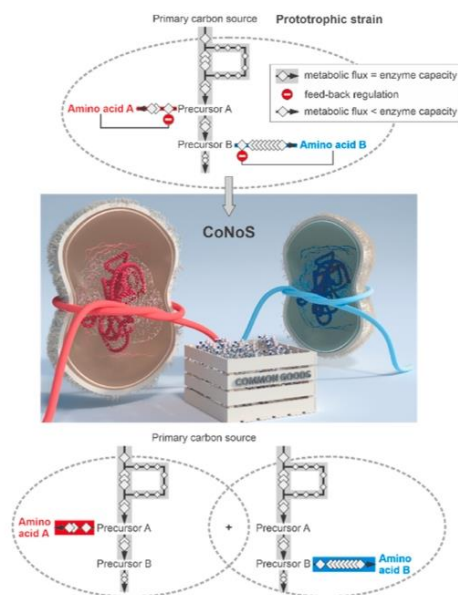 Primary carbon source
Prototrophic strain
metabolic flux = enzyme capacity
feed-back regulation
metabolic flux < enzyme capacity
Amino acid A
Precursor A
Precursor B
Amino acid B
CoNoS
COMMON GOODS
Primary carbon source
Amino
acid A
Precursor A
+
Precursor A
Precursor B
Precursor B
Amino
acid B